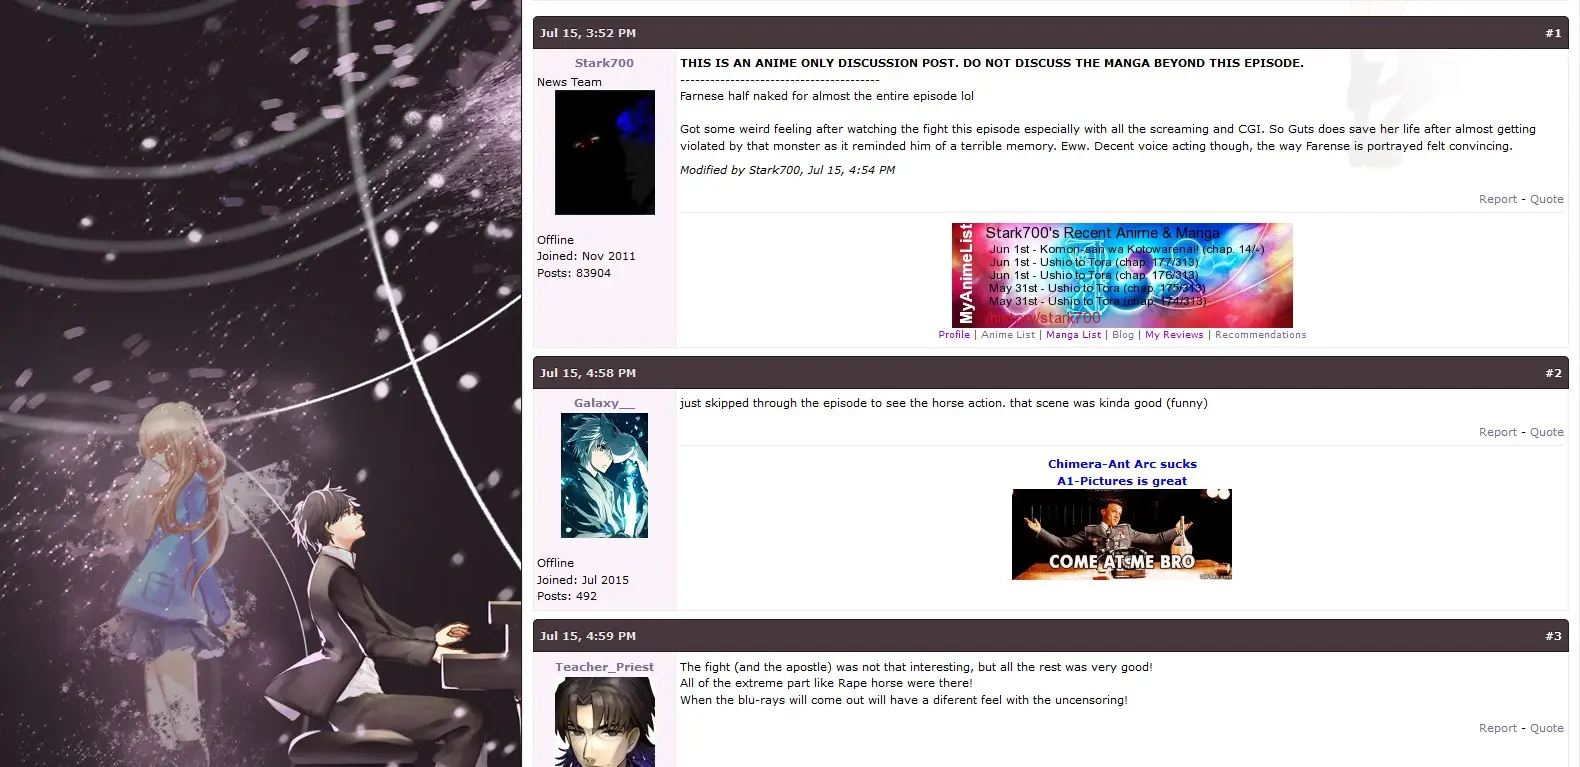 Jul 15, 3:52 PM #1
Stark700
News Team
Offline
Joined: Nov 2011
Posts: 83904
THIS IS AN ANIME ONLY DISCUSSION POST. DO NOT DISCUSS THE MANGA BEYOND THIS EPISODE.
----------------------------------------
Farnese half naked for almost the entire episode lol
Got some weird feeling after watching the fight this episode especially with all the screaming and CGI. So Guts does save her life after almost getting
violated by that monster as it reminded him of a terrible memory. Eww. Decent voice acting though, the way Farense is portrayed felt convincing.
Modified by Stark700, Jul 15, 4:54 PM
Report - Quote
MyAnimeList
Stark700's Recent Anime & Manga
Jun 1st - Komori-san wa Kotowarenai! (chap. 14/-)
Jun 1st - Ushio to Tora (chap. 177/313)
Jun 1st - Ushio to Tora (chap. 176/313)
May 31st - Ushio to Tora (chap. 175/313)
May 31st - Ushio to Tora (chap. 174/313)
/history/stark700
Profile | Anime List | Manga List | Blog | My Reviews | Recommendations
Jul 15, 4:58 PM #2
Galaxy__
Offline
Joined: Jul 2015
Posts: 492
just skipped through the episode to see the horse action. that scene was kinda good (funny)
Report - Quote
Chimera-Ant Arc sucks
A1-Pictures is great
COME AT ME BRO
Jul 15, 4:59 PM #3
Teacher_Priest
The fight (and the apostle) was not that interesting, but all the rest was very good!
All of the extreme part like Rape horse were there!
When the blu-rays will come out will have a diferent feel with the uncensoring!
Report - Quote